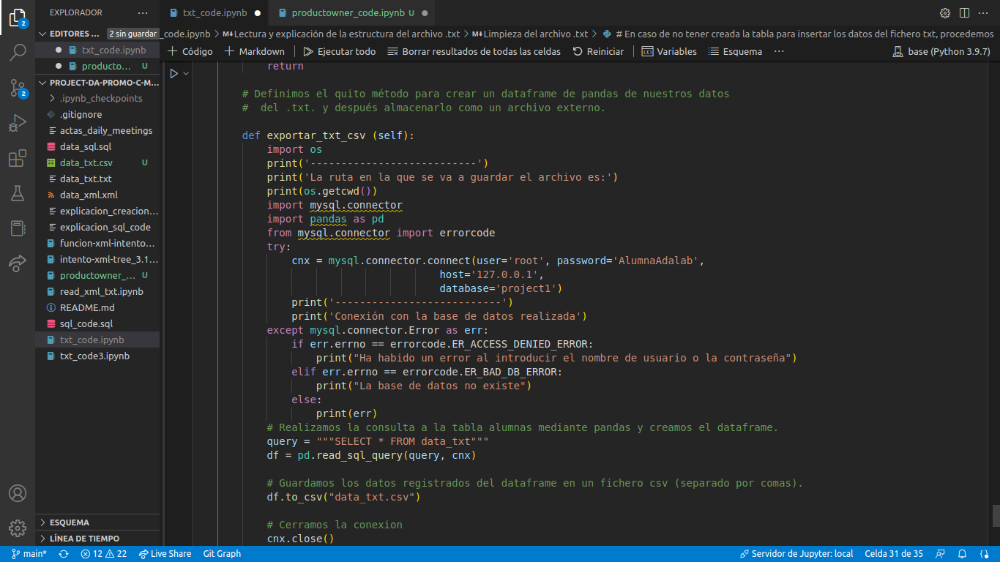 EXPLORADOR
EDITORES ... 2 sin guardar
txt_code.ipynb
producto... U
PROJECT-DA-PROMO-C-M...
.ipynb_checkpoints
.gitignore
actas_daily_meetings
data_sql.sql
data_txt.csv U
data_txt.txt
data_xml.xml
explicacion_creacion...
explicacion_sql_code
funcion-xml-intento...
intento-xml-tree_3.1...
productowner_... U
read_xml_txt.ipynb
README.md
sql_code.sql
txt_code.ipynb
txt_code3.ipynb
ESQUEMA
LÍNEA DE TIEMPO
2
2
txt_code.ipynb
productowner_code.ipynb U
_code.ipynb > M↓Lectura y explicación de la estructura del archivo .txt > M↓Limpieza del archivo .txt > # En caso de no tener creada la tabla para insertar los datos del fichero txt, procedemos
+ Código + Markdown Ejecutar todo Borrar resultados de todas las celdas Reiniciar Variables Esquema ... base (Python 3.9.7)
return
# Definimos el quito método para crear un dataframe de pandas de nuestros datos
#  del .txt. y después almacenarlo como un archivo externo.
def exportar_txt_csv (self):
import os
print('---------------------------')
print('La ruta en la que se va a guardar el archivo es:')
print(os.getcwd())
import mysql.connector
import pandas as pd
from mysql.connector import errorcode
try:
cnx = mysql.connector.connect(user='root', password='AlumnaAdalab',
host='127.0.0.1',
database='project1')
print('---------------------------')
print('Conexión con la base de datos realizada')
except mysql.connector.Error as err:
if err.errno == errorcode.ER_ACCESS_DENIED_ERROR:
print("Ha habido un error al introducir el nombre de usuario o la contraseña")
elif err.errno == errorcode.ER_BAD_DB_ERROR:
print("La base de datos no existe")
else:
print(err)
# Realizamos la consulta a la tabla alumnas mediante pandas y creamos el dataframe.
query = """SELECT * FROM data_txt"""
df = pd.read_sql_query(query, cnx)
# Guardamos los datos registrados del dataframe en un fichero csv (separado por comas).
df.to_csv("data_txt.csv")
# Cerramos la conexion
cnx.close()
main* 12 22 Live Share Git Graph Servidor de Jupyter: local Celda 31 de 35